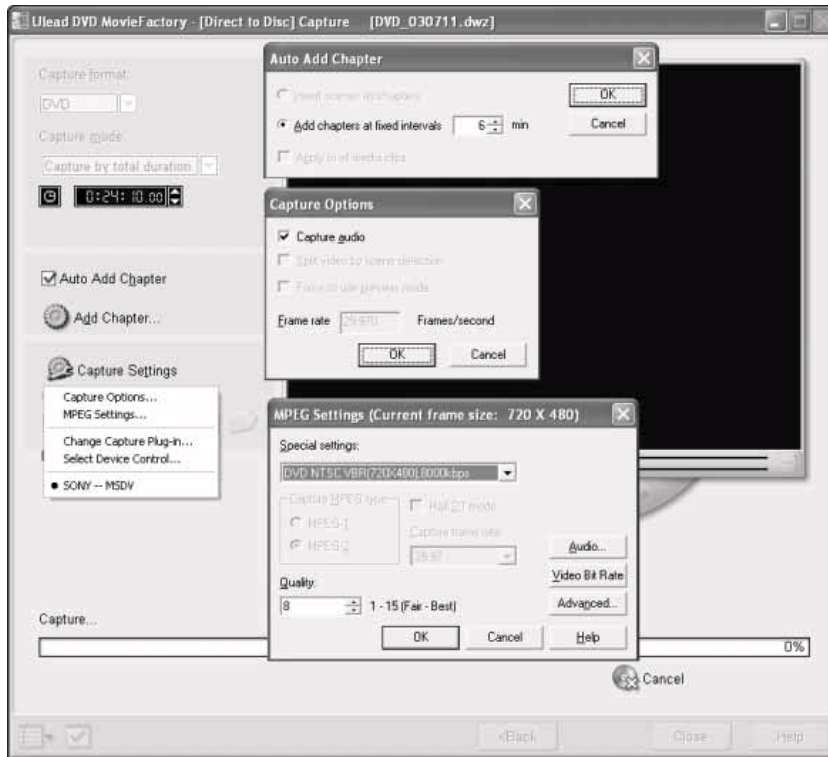 Ulead DVD MovieFactory - [Direct to Disc] Capture [DVD_030711.dwz]
Capture format:
DVD
Capture mode:
Capture by total duration
0:24:10.00
Auto Add Chapter
Add Chapter...
Capture Settings
Capture Options...
MPEG Settings...
Change Capture Plug-in...
Select Device Control...
SONY -- MSDV
Capture...
0%
Cancel
<Back
Close
Help
Auto Add Chapter
Insert scenes as chapters
Add chapters at fixed intervals 6 min
Apply to all media clips
OK
Cancel
Capture Options
Capture audio
Split video by scene detection
Force to use preview mode
Frame rate 29.970 Frames/second
OK Cancel
MPEG Settings (Current frame size: 720 X 480)
Special settings:
DVD NTSC VBR(720X480),8000kbps
Capture MPEG type
MPEG-1
MPEG-2
Half D1 mode
Capture frame rate
29.97
Quality:
8 1 - 15 (Fair - Best)
Audio...
Video Bit Rate
Advanced...
OK Cancel Help